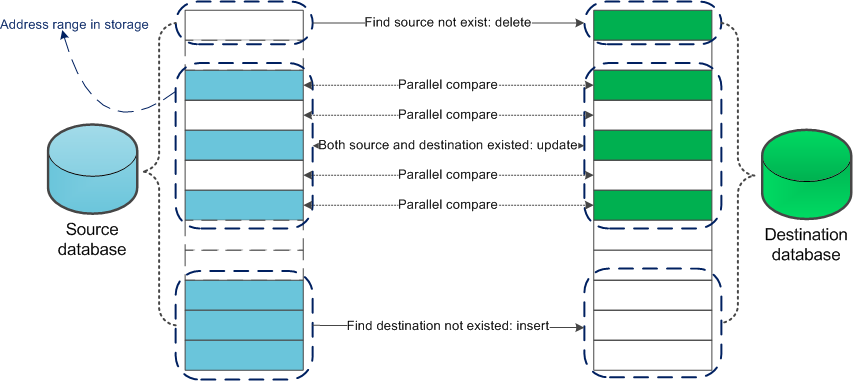 Address range in storage
Find source not exist: delete
Parallel compare
Parallel compare
Both source and destination existed: update
Parallel compare
Parallel compare
Source
database
Destination
database
Find destination not existed: insert